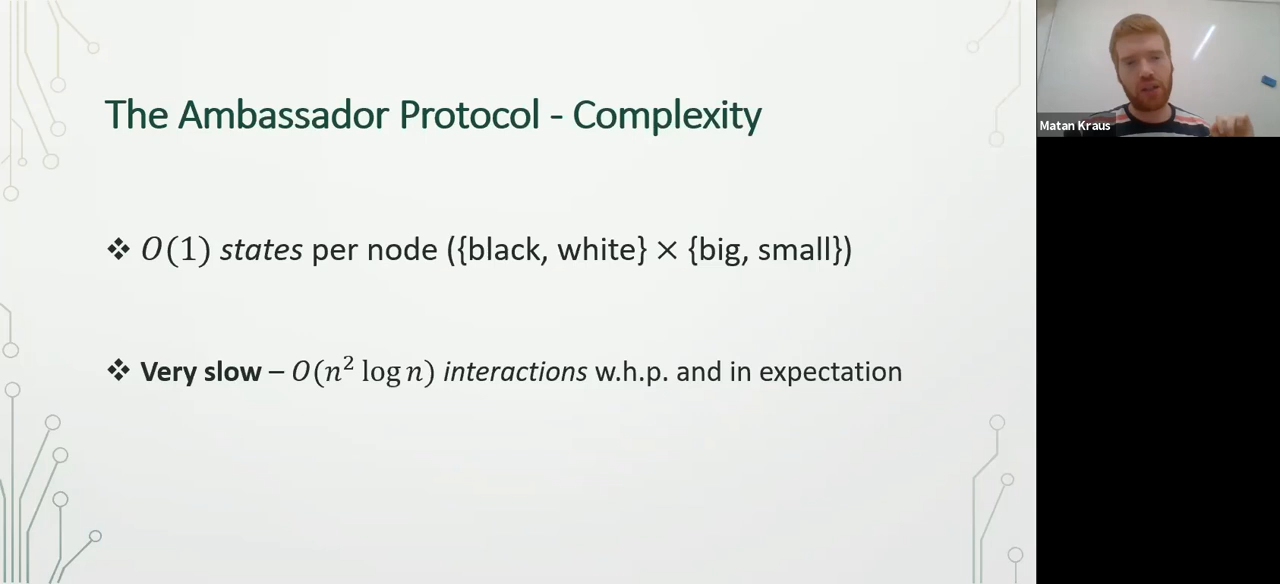 The Ambassador Protocol - Complexity
Matan Kraus
❖ O(1) states per node ({black, white} × {big, small})
❖ Very slow – O(n² log n) interactions w.h.p. and in expectation